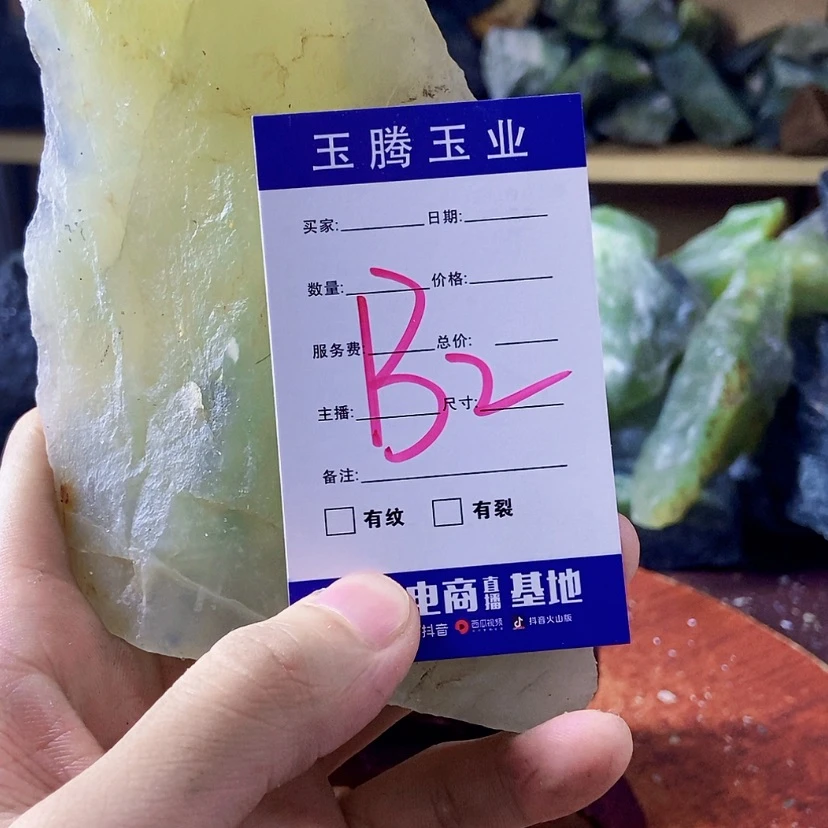 玉腾玉业
买家: 日期:
数量: 价格:
服务费 总价:
B2
主播: 尺寸:
备注:
有纹 有裂
电商直播基地
抖音 西瓜视频 抖音火山版